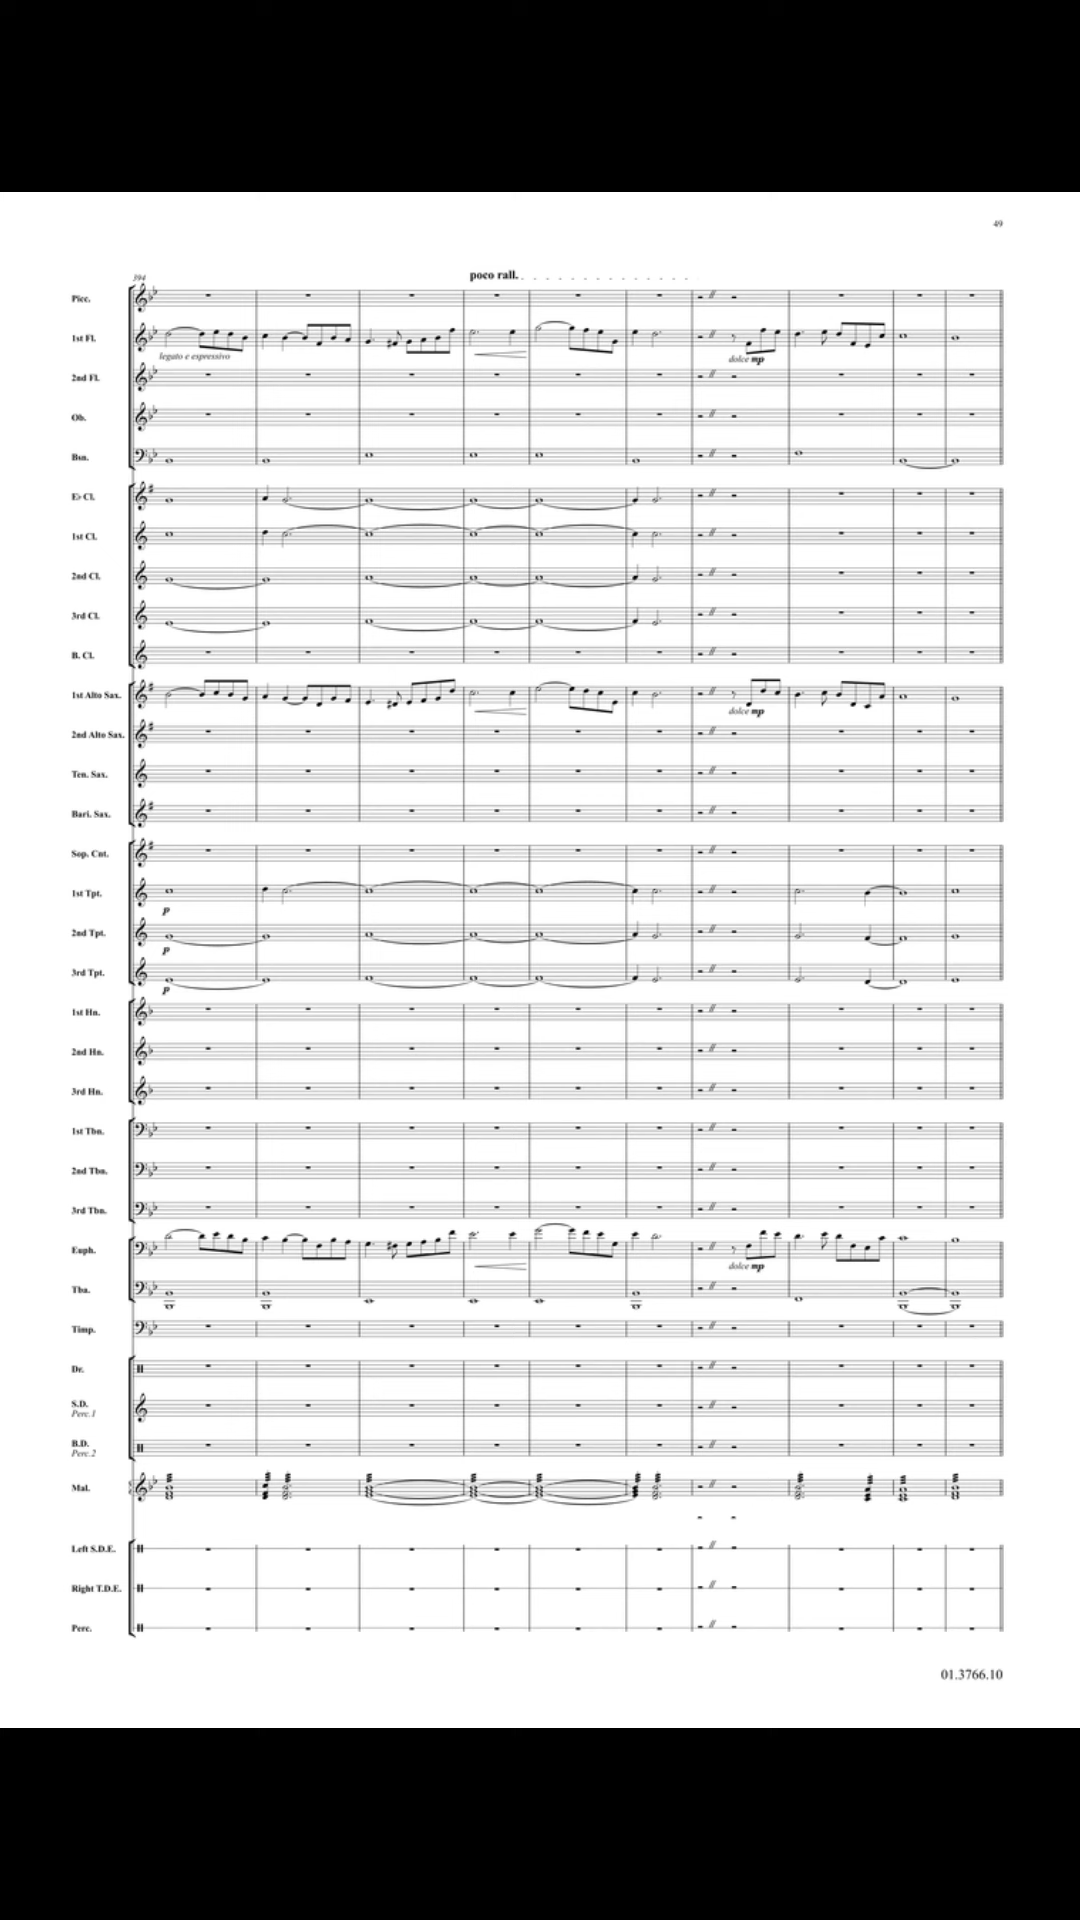 49
394
poco rall.
Picc.
1st Fl.
legato e espressivo
dolce mp
2nd Fl.
Ob.
Bsn.
E♭ Cl.
1st Cl.
2nd Cl.
3rd Cl.
B. Cl.
1st Alto Sax.
dolce mp
2nd Alto Sax.
Ten. Sax.
Bari. Sax.
Sop. Cnt.
1st Tpt.
p
2nd Tpt.
p
3rd Tpt.
p
1st Hn.
2nd Hn.
3rd Hn.
1st Tbn.
2nd Tbn.
3rd Tbn.
Euph.
dolce mp
Tba.
Timp.
Dr.
S.D.
Perc.1
B.D.
Perc.2
Mal.
Left S.D.E.
Right T.D.E.
Perc.
01.3766.10